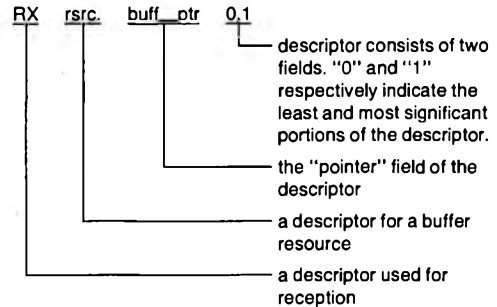 RX rsrc. buff__ptr 0,1
descriptor consists of two
fields. "0" and "1"
respectively indicate the
least and most significant
portions of the descriptor.
the "pointer" field of the
descriptor
a descriptor for a buffer
resource
a descriptor used for
reception